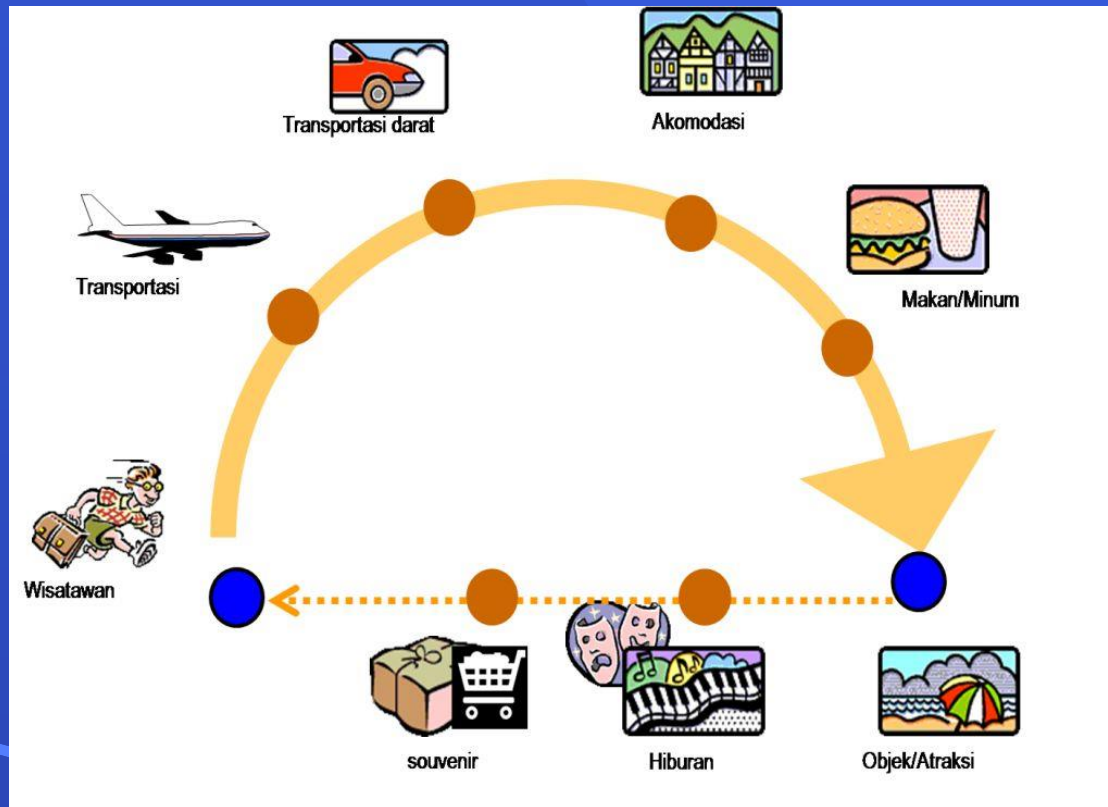 Transportasi darat
Akomodasi
Transportasi
Makan/Minum
Wisatawan
souvenir
Hiburan
Objek/Atraksi